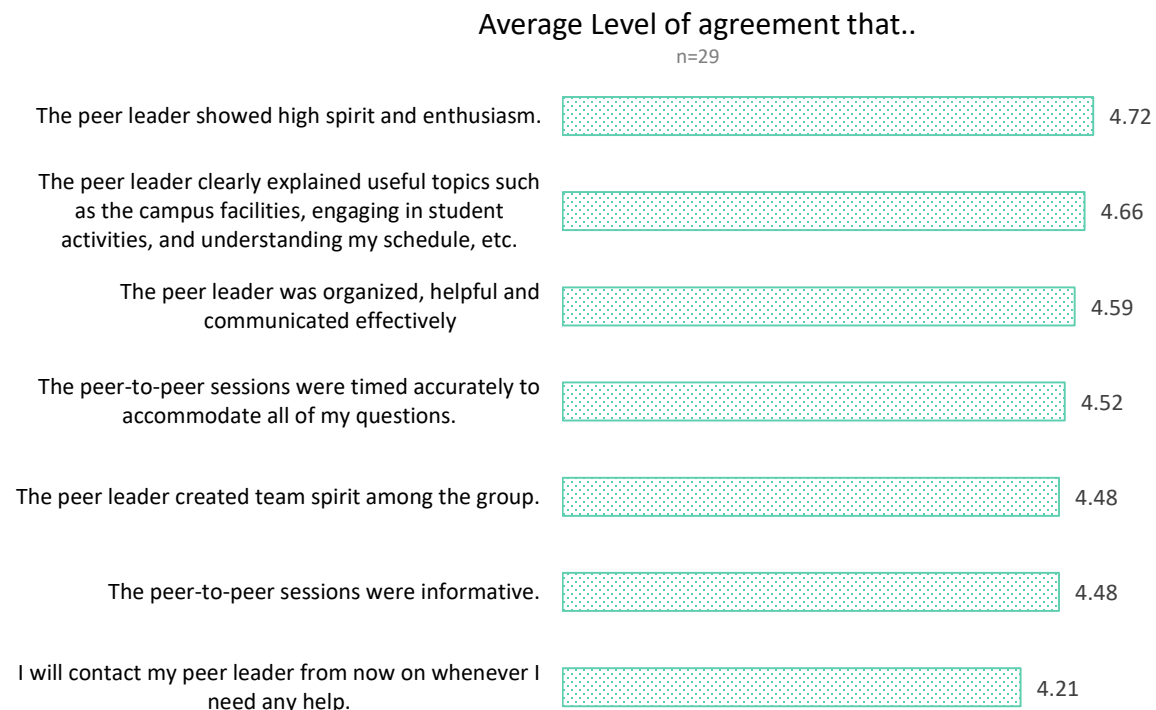 Average Level of agreement that..
n=29
The peer leader showed high spirit and enthusiasm.
4.72
The peer leader clearly explained useful topics such
as the campus facilities, engaging in student
activities, and understanding my schedule, etc.
4.66
The peer leader was organized, helpful and
communicated effectively
4.59
The peer-to-peer sessions were timed accurately to
accommodate all of my questions.
4.52
The peer leader created team spirit among the group.
4.48
The peer-to-peer sessions were informative.
4.48
I will contact my peer leader from now on whenever I
need any help.
4.21